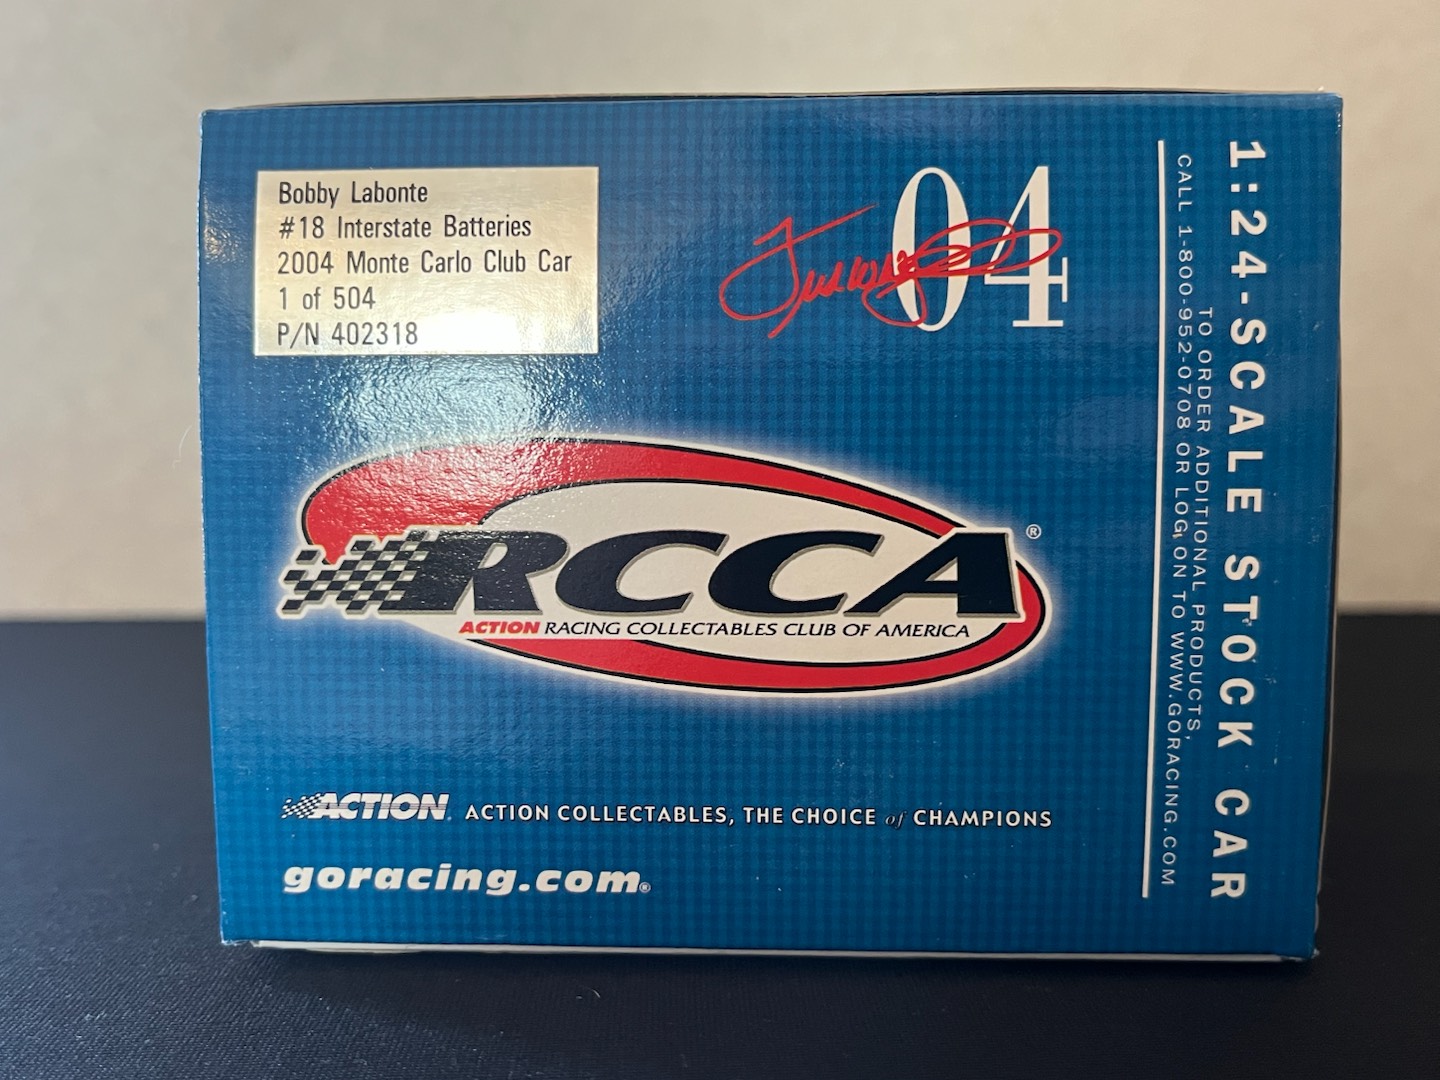 Bobby Labonte
#18 Interstate Batteries
2004 Monte Carlo Club Car
1 of 504
P/N 402318
04
RCCA®
ACTION RACING COLLECTABLES CLUB OF AMERICA
ACTION ACTION COLLECTABLES, THE CHOICE of CHAMPIONS
goracing.com®
1:24-SCALE STOCK CAR
TO ORDER ADDITIONAL PRODUCTS,
CALL 1-800-952-0708 OR LOG ON TO WWW.GORACING.COM